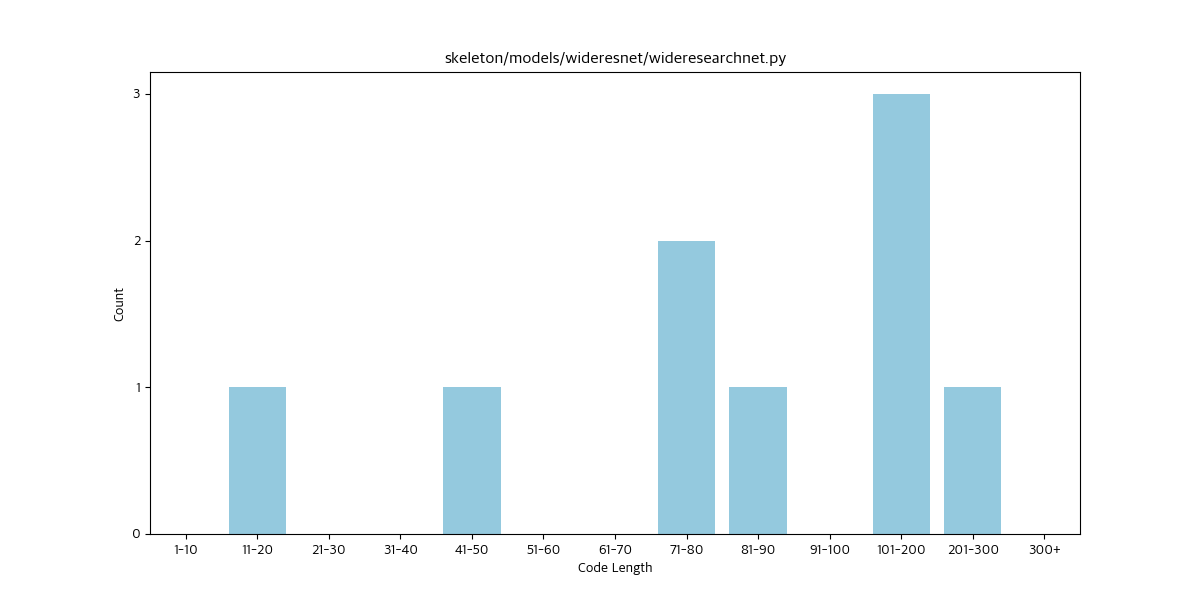 skeleton/models/wideresnet/wideresearchnet.py
3
2
1
0
Count
1-10 11-20 21-30 31-40 41-50 51-60 61-70 71-80 81-90 91-100 101-200 201-300 300+
Code Length